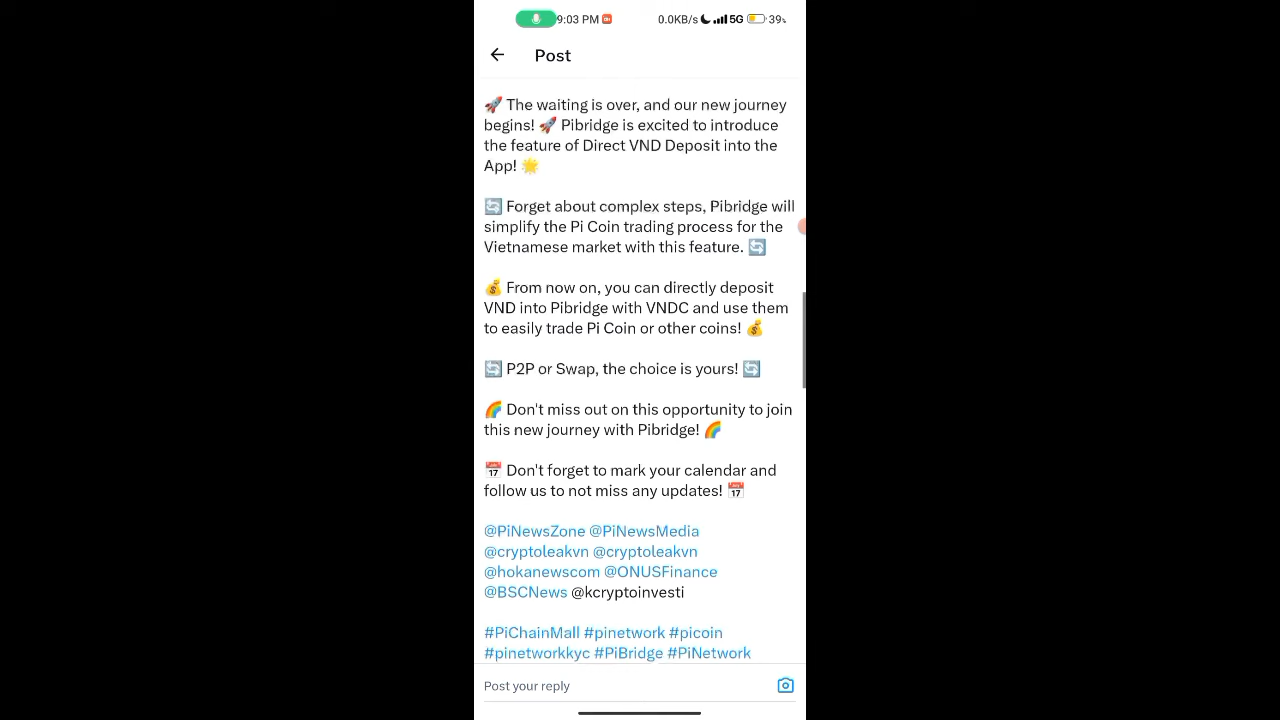 9:03 PM 0.0KB/s 5G 39%
Post
🚀 The waiting is over, and our new journey
begins! 🚀 Pibridge is excited to introduce
the feature of Direct VND Deposit into the
App! 🌟
🔄 Forget about complex steps, Pibridge will
simplify the Pi Coin trading process for the
Vietnamese market with this feature. 🔄
💰 From now on, you can directly deposit
VND into Pibridge with VNDC and use them
to easily trade Pi Coin or other coins! 💰
🔄 P2P or Swap, the choice is yours! 🔄
🌈 Don't miss out on this opportunity to join
this new journey with Pibridge! 🌈
📅 Don't forget to mark your calendar and
follow us to not miss any updates! 📅
@PiNewsZone @PiNewsMedia
@cryptoleakvn @cryptoleakvn
@hokanewscom @ONUSFinance
@BSCNews @kcryptoinvesti
#PiChainMall #pinetwork #picoin
#pinetworkkyc #PiBridge #PiNetwork
Post your reply